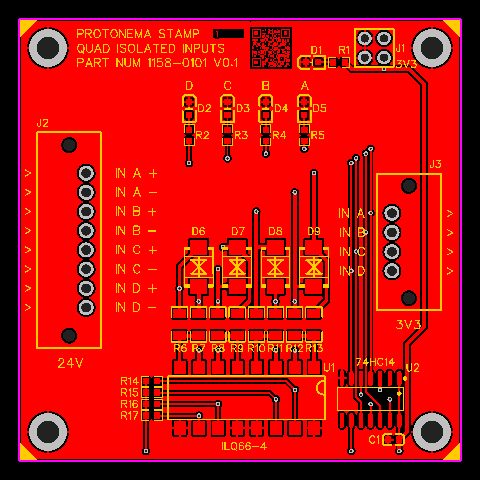 PROTONEMA STAMP
QUAD ISOLATED INPUTS
PART NUM 1158-0101 V0.1
D1 R1 J1
3V3
D C B A
D2 D3 D4 D5
R2 R3 R4 R5
J2
J3
> IN A + 
> IN A -
> IN B +
> IN B -
> IN C +
> IN C -
> IN D +
> IN D -
IN A >
IN B >
IN C >
IN D >
D6 D7 D8 D9
24V
3V3
R6 R7 R8 R9 R10 R11 R12 R13
74HC14
U1
U2
R14
R15
R16
R17
ILQ66-4
C1